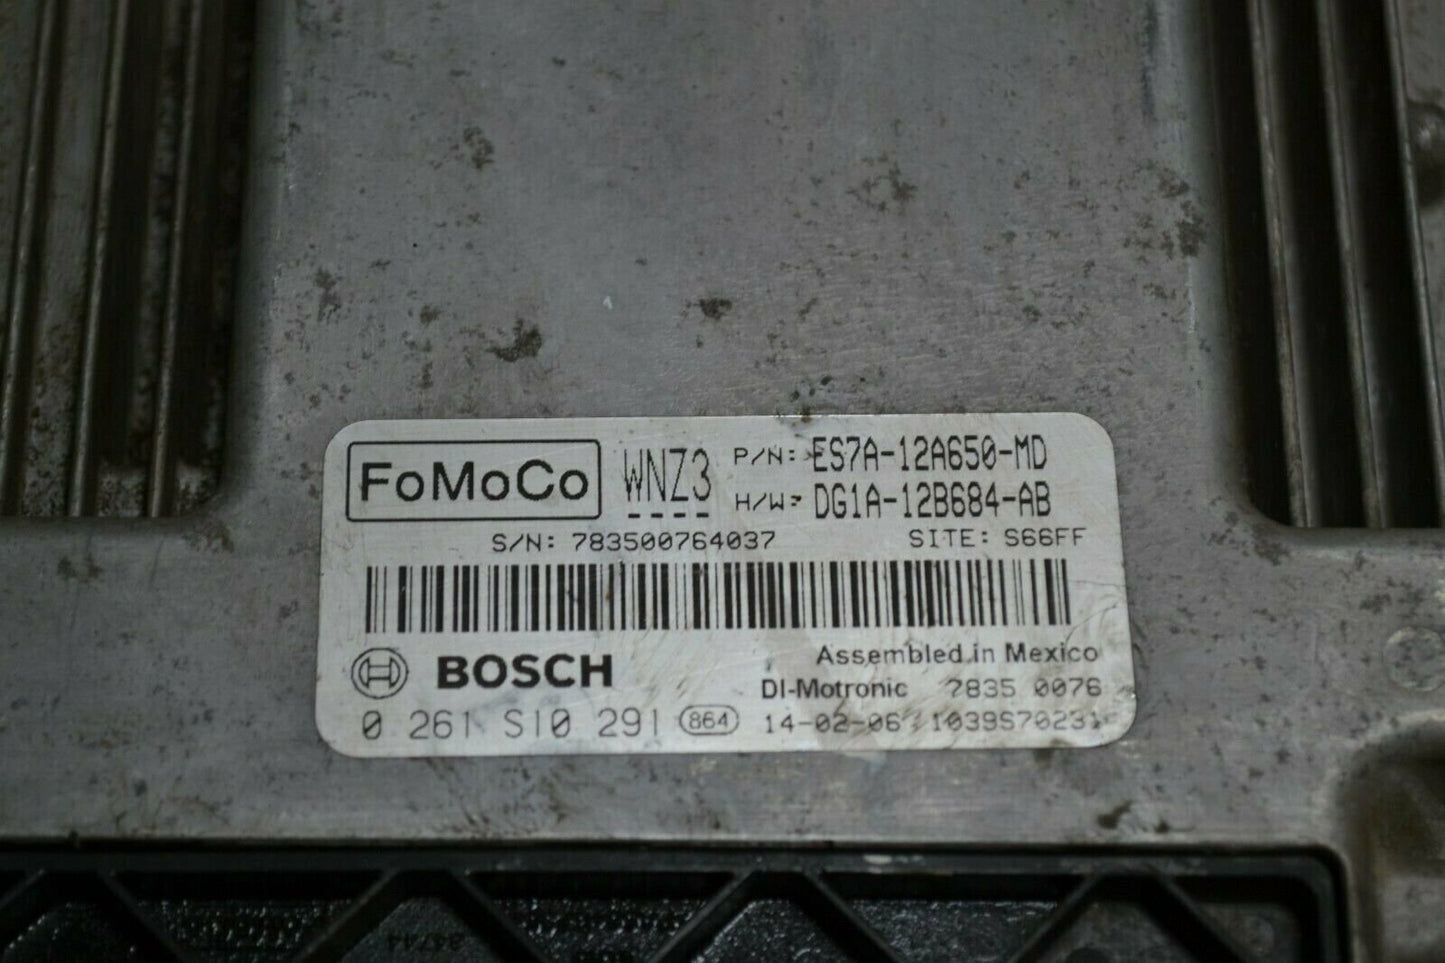 FoMoCo WNZ3 P/N: ES7A-12A650-MD
H/W: DG1A-12B684-AB
S/N: 783500764037 SITE: S66FF
BOSCH Assembled in Mexico
DI-Motronic 7835 0076
0 261 S10 291 864 14-02-06 1039S70231
84744